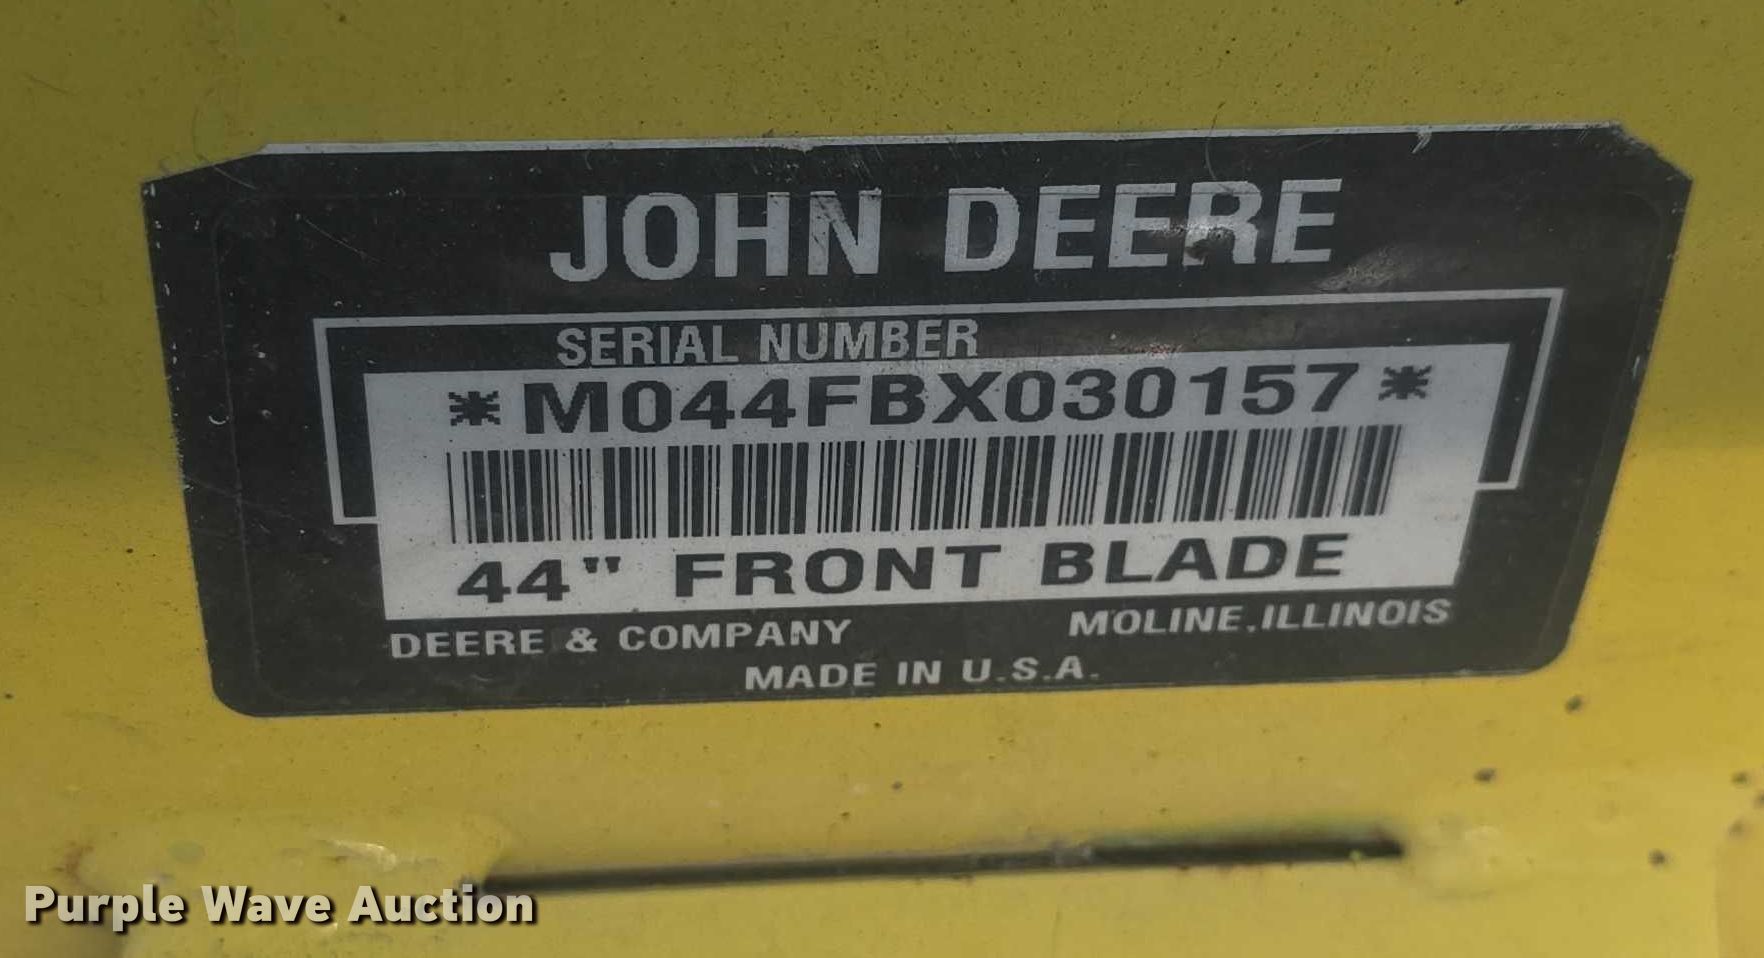 JOHN DEERE
SERIAL NUMBER
*M044FBX030157*
44" FRONT BLADE
DEERE & COMPANY MOLINE, ILLINOIS
MADE IN U.S.A.
Purple Wave Auction